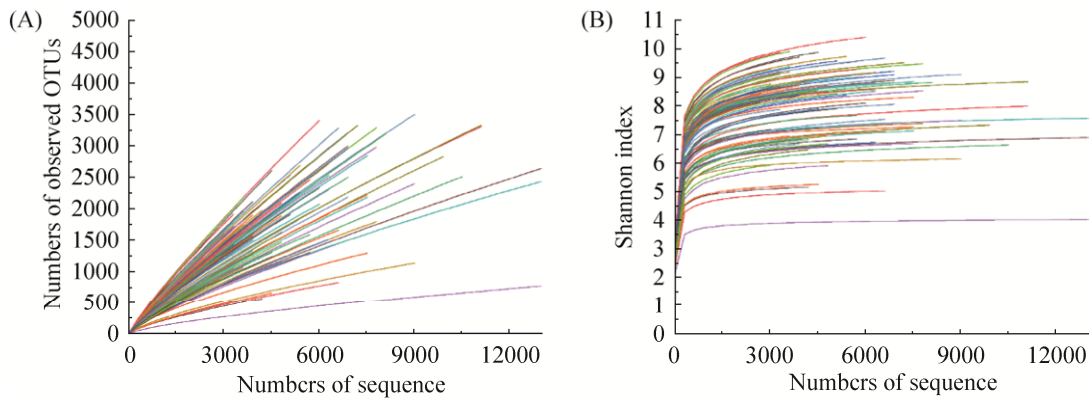 (A)
Numbers of observed OTUs
5000
4500
4000
3500
3000
2500
2000
1500
1000
500
0
0 3000 6000 9000 12000
Numbcrs of sequence
(B)
Shannon index
11
10
9
8
7
6
5
4
3
2
1
0
0 3000 6000 9000 12000
Numbcrs of sequence